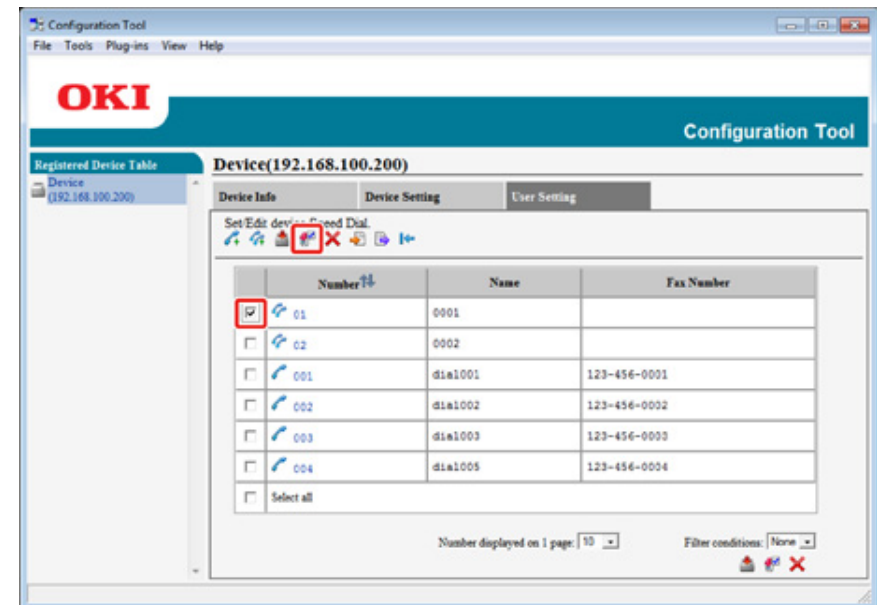 Configuration Tool
File Tools Plug-ins View Help
OKI
Configuration Tool
Registered Device Table
Device
(192.168.100.200)
Device(192.168.100.200)
Device Info Device Setting User Setting
Set/Edit device Speed Dial.
Number Name Fax Number
01 0001
02 0002
001 dial001 123-456-0001
002 dial002 123-456-0002
003 dial003 123-456-0003
004 dial005 123-456-0004
Select all
Number displayed on 1 page: 10 Filter conditions: None